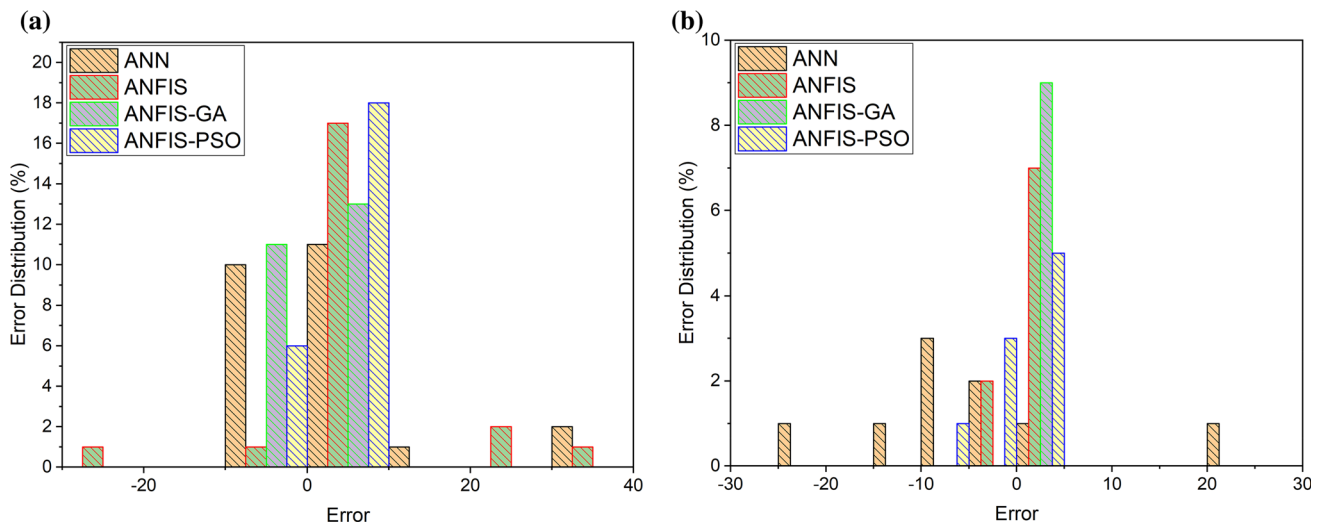 (a)
ANN
ANFIS
ANFIS-GA
ANFIS-PSO
Error Distribution (%)
20
18
16
14
12
10
8
6
4
2
0
-20
0
20
40
Error
(b)
ANN
ANFIS
ANFIS-GA
ANFIS-PSO
Error Distribution (%)
10
8
6
4
2
0
-30
-20
-10
0
10
20
30
Error